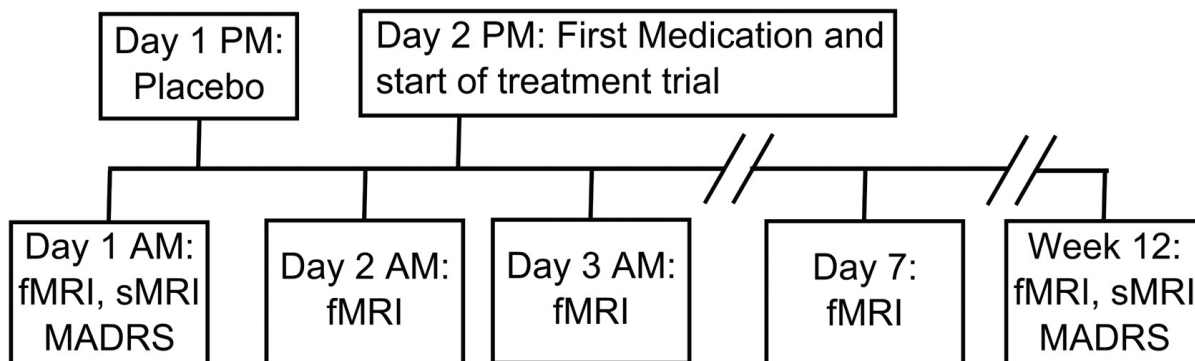 Day 1 PM:
Placebo
Day 2 PM: First Medication and
start of treatment trial
Day 1 AM:
fMRI, sMRI
MADRS
Day 2 AM:
fMRI
Day 3 AM:
fMRI
Day 7:
fMRI
Week 12:
fMRI, sMRI
MADRS